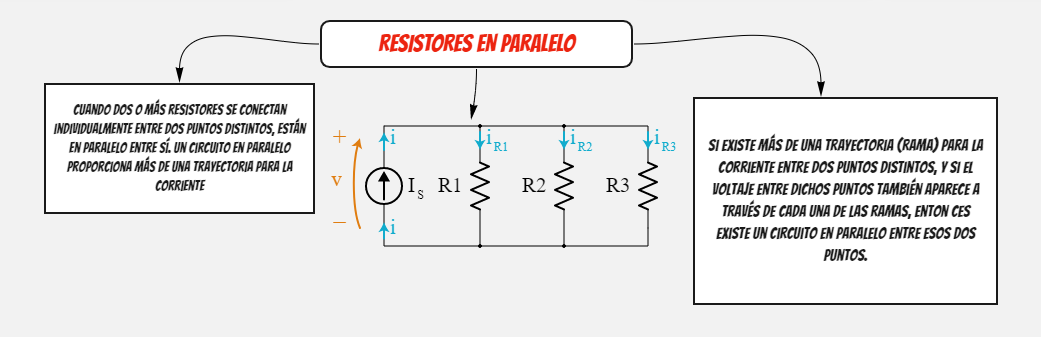 RESISTORES EN PARALELO
CUANDO DOS O MÁS RESISTORES SE CONECTAN
INDIVIDUALMENTE ENTRE DOS PUNTOS DISTINTOS, ESTÁN
EN PARALELO ENTRE SÍ. UN CIRCUITO EN PARALELO
PROPORCIONA MÁS DE UNA TRAYECTORIA PARA LA
CORRIENTE
+
v
−
i
i
I S
R1
i R1
R2
i R2
R3
i R3
SI EXISTE MÁS DE UNA TRAYECTORIA (RAMA) PARA LA
CORRIENTE ENTRE DOS PUNTOS DISTINTOS, Y SI EL
VOLTAJE ENTRE DICHOS PUNTOS TAMBIÉN APARECE A
TRAVÉS DE CADA UNA DE LAS RAMAS, ENTON CES
EXISTE UN CIRCUITO EN PARALELO ENTRE ESOS DOS
PUNTOS.